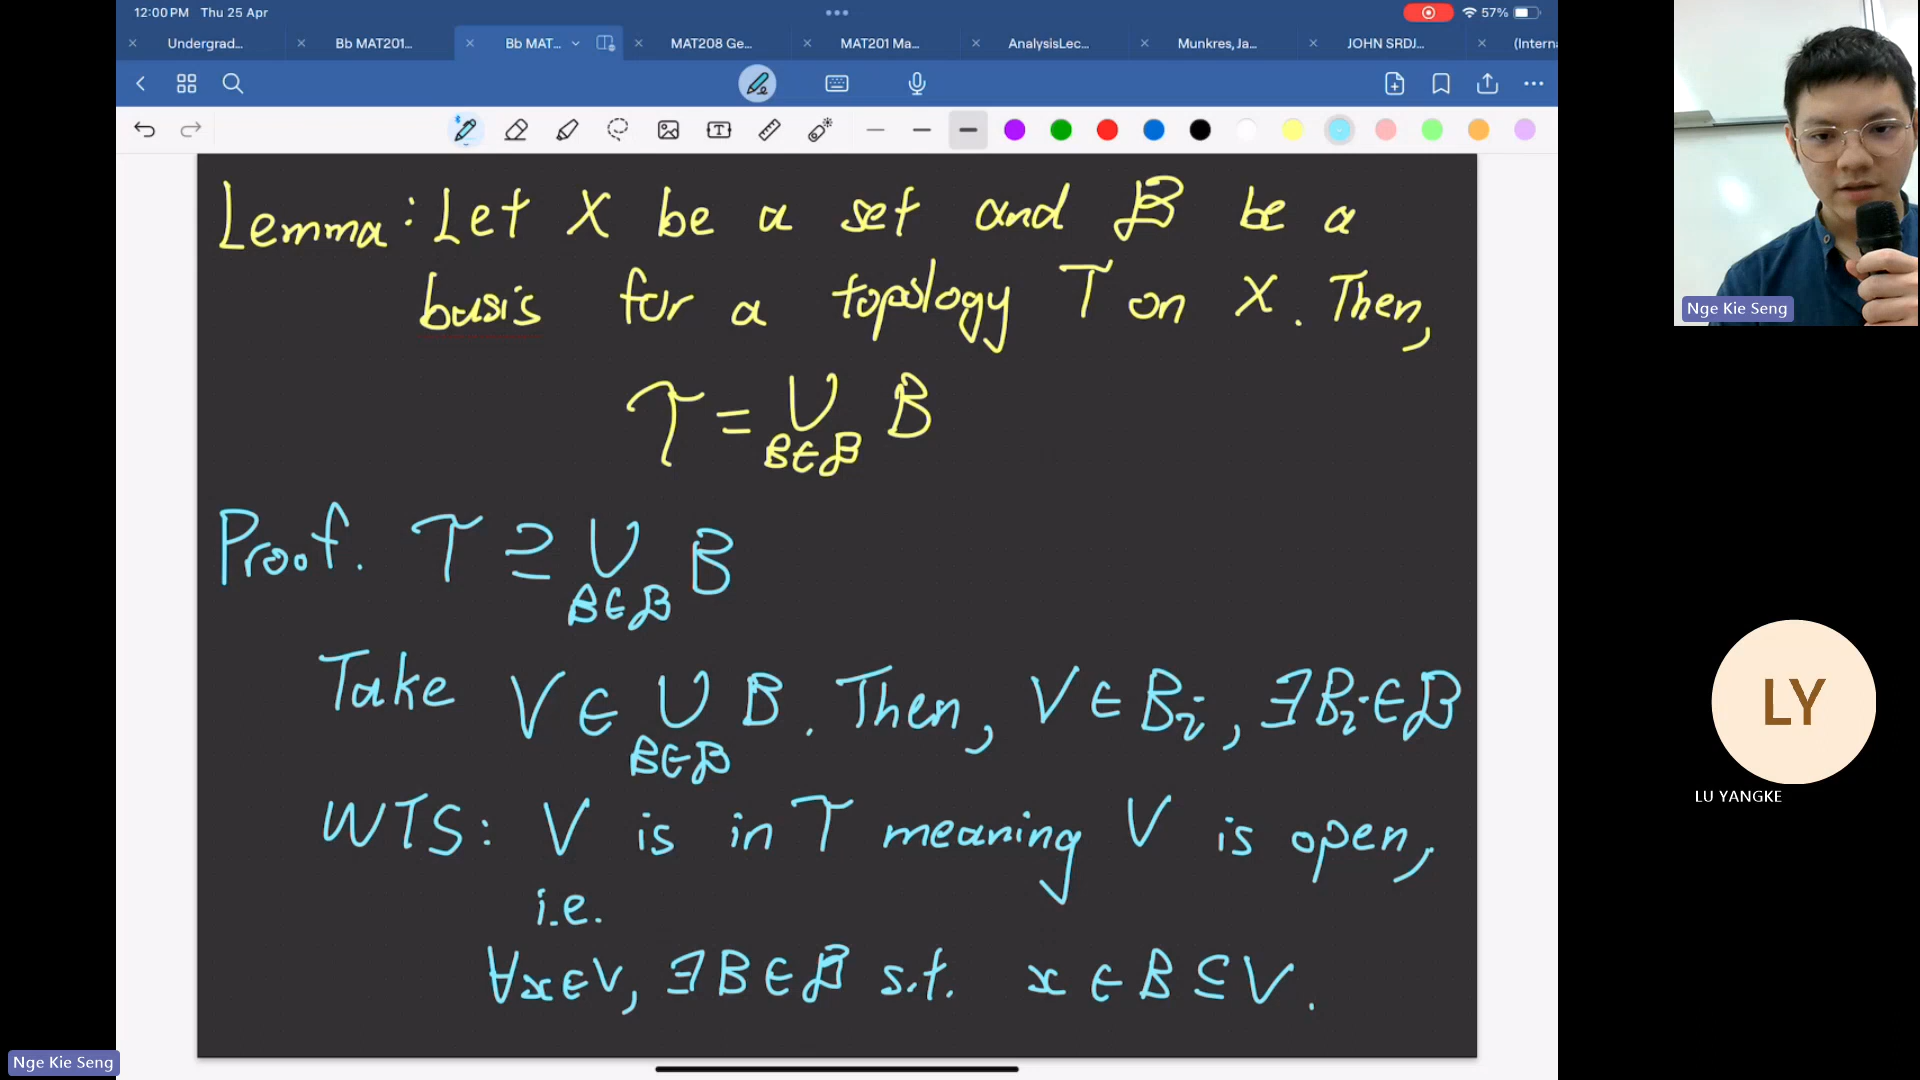 12:00 PM Thu 25 Apr
57%
Undergrad...
Bb MAT201...
Bb MAT...
MAT208 Ge...
MAT201 Ma...
AnalysisLec...
Munkres, Ja...
JOHN SRDJ...
(Intern
Lemma: Let X be a set and ℬ be a
basis for a topology T on X. Then,
T = ⋃ B
B∈ℬ
Proof. T ⊇ ⋃ B
B∈ℬ
Take V ∈ ⋃ B. Then, V ∈ Bᵢ, ∃Bᵢ∈ℬ
B∈ℬ
WTS: V is in T meaning V is open,
i.e.
∀x∈V, ∃B∈ℬ s.t. x ∈ B ⊆ V.
Nge Kie Seng
LY
LU YANGKE
Nge Kie Seng